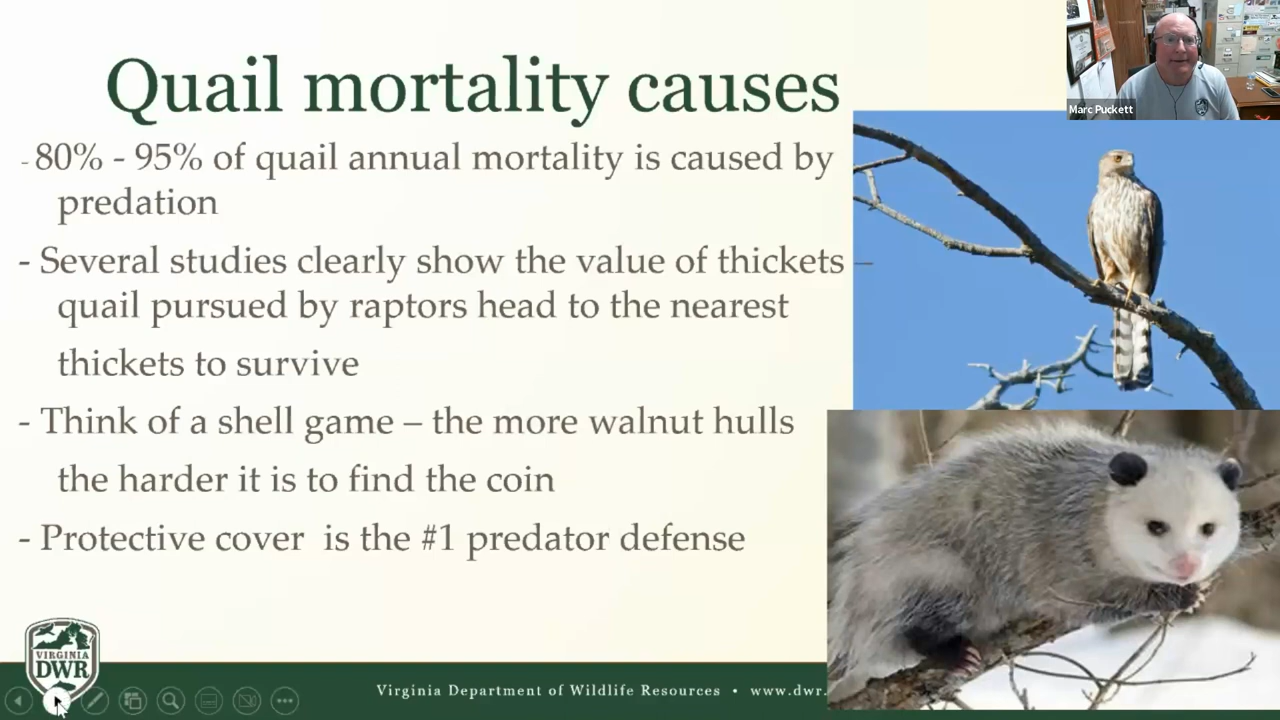 Quail mortality causes
Marc Puckett
- 80% - 95% of quail annual mortality is caused by
predation
- Several studies clearly show the value of thickets –
quail pursued by raptors head to the nearest
thickets to survive
- Think of a shell game – the more walnut hulls
the harder it is to find the coin
- Protective cover  is the #1 predator defense
VIRGINIA
DWR
Virginia Department of Wildlife Resources • www.dwr.